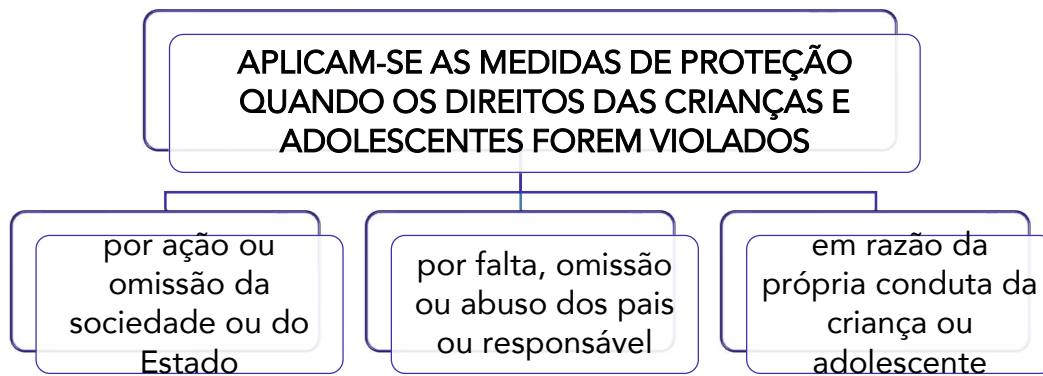 APLICAM-SE AS MEDIDAS DE PROTEÇÃO
QUANDO OS DIREITOS DAS CRIANÇAS E
ADOLESCENTES FOREM VIOLADOS
por ação ou
omissão da
sociedade ou do
Estado
por falta, omissão
ou abuso dos pais
ou responsável
em razão da
própria conduta da
criança ou
adolescente